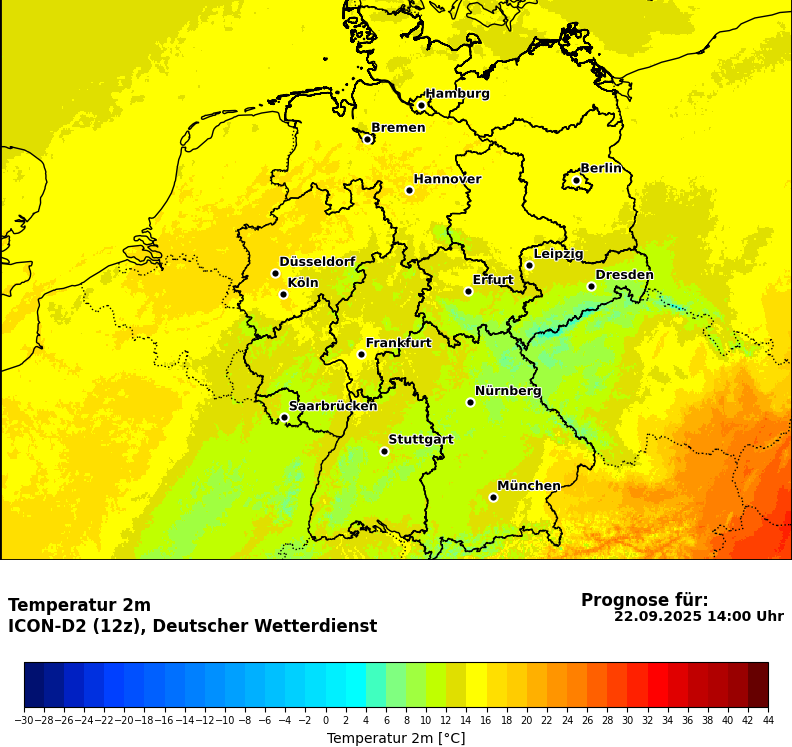 Hamburg
Bremen
Berlin
Hannover
Leipzig
Düsseldorf
Dresden
Köln
Erfurt
Frankfurt
Nürnberg
Saarbrücken
Stuttgart
München
Temperatur 2m
Prognose für:
ICON-D2 (12z), Deutscher Wetterdienst
22.09.2025 14:00 Uhr
−30 −28 −26 −24 −22 −20 −18 −16 −14 −12 −10 −8 −6 −4 −2 0 2 4 6 8 10 12 14 16 18 20 22 24 26 28 30 32 34 36 38 40 42 44
Temperatur 2m [°C]